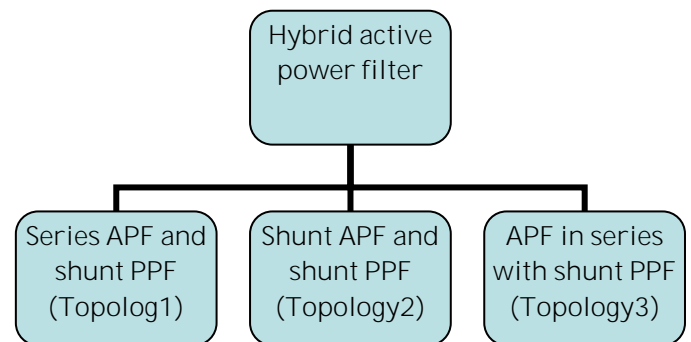 Hybrid active
power filter
Series APF and
shunt PPF
(Topolog1)
Shunt APF and
shunt PPF
(Topology2)
APF in series
with shunt PPF
(Topology3)